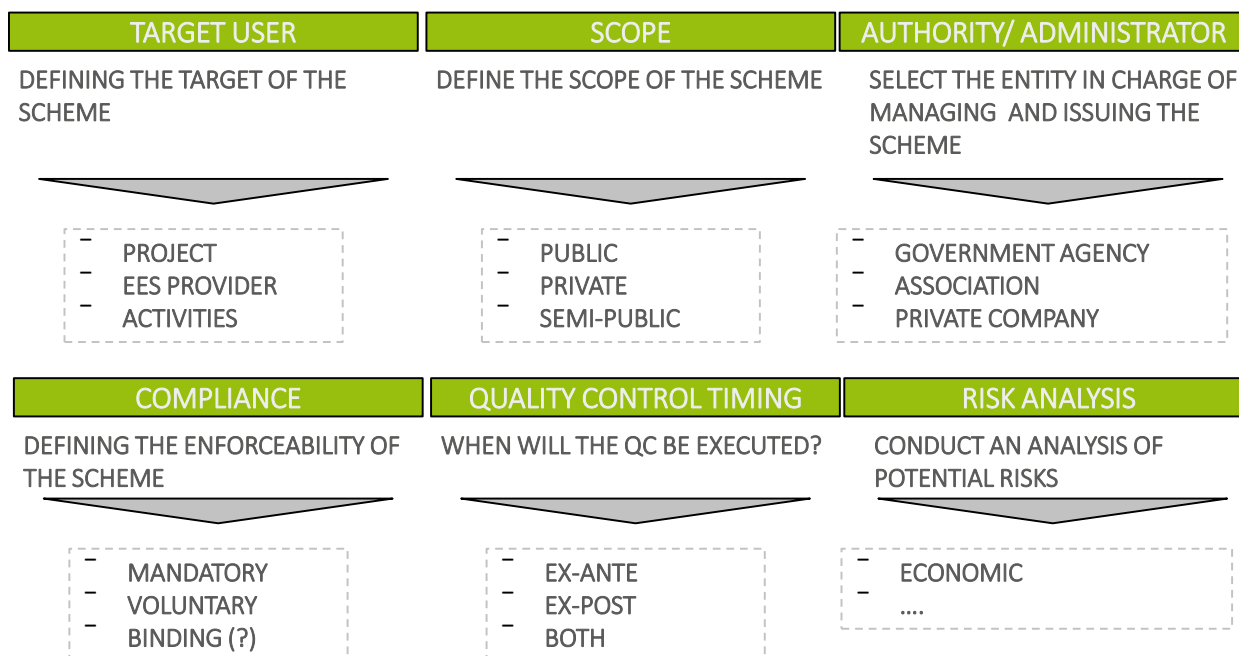 TARGET USER
DEFINING THE TARGET OF THE
SCHEME
– PROJECT
– EES PROVIDER
– ACTIVITIES
SCOPE
DEFINE THE SCOPE OF THE SCHEME
– PUBLIC
– PRIVATE
– SEMI-PUBLIC
AUTHORITY/ ADMINISTRATOR
SELECT THE ENTITY IN CHARGE OF
MANAGING AND ISSUING THE
SCHEME
– GOVERNMENT AGENCY
– ASSOCIATION
– PRIVATE COMPANY
COMPLIANCE
DEFINING THE ENFORCEABILITY OF
THE SCHEME
– MANDATORY
– VOLUNTARY
– BINDING (?)
QUALITY CONTROL TIMING
WHEN WILL THE QC BE EXECUTED?
– EX-ANTE
– EX-POST
– BOTH
RISK ANALYSIS
CONDUCT AN ANALYSIS OF
POTENTIAL RISKS
– ECONOMIC
– ....